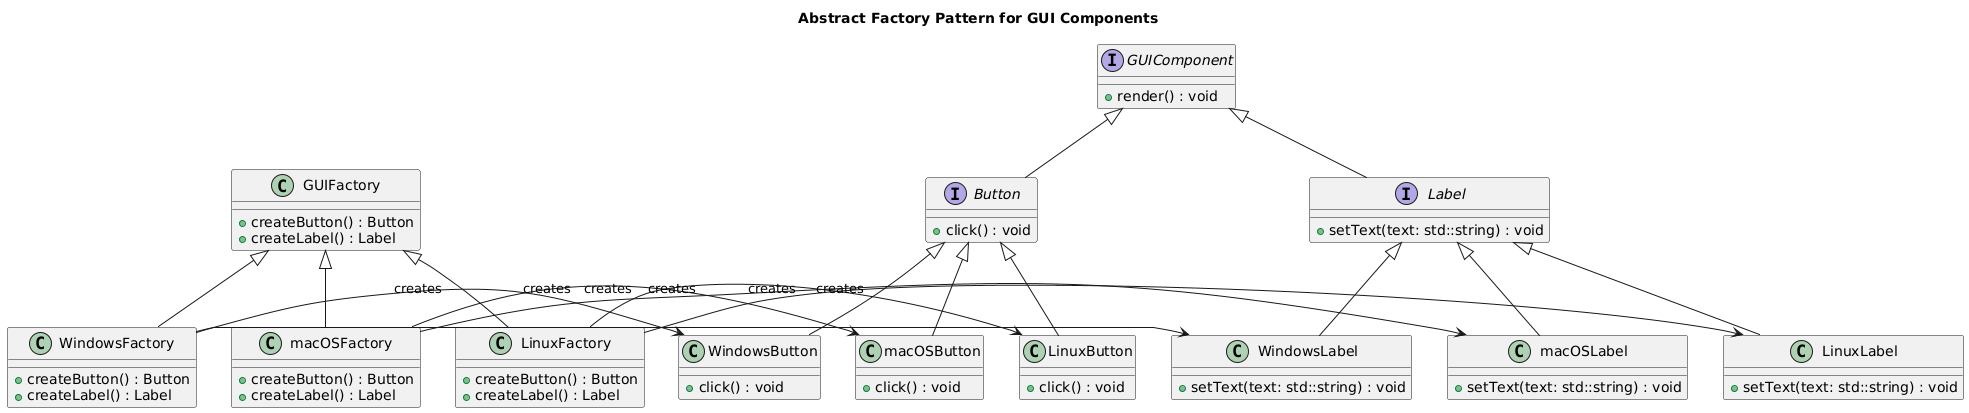 Abstract Factory Pattern for GUI Components
I GUIComponent
render() : void
C GUIFactory
createButton() : Button
createLabel() : Label
I Button
click() : void
I Label
setText(text: std::string) : void
creates
creates
creates
creates
creates
creates
C WindowsFactory
createButton() : Button
createLabel() : Label
C macOSFactory
createButton() : Button
createLabel() : Label
C LinuxFactory
createButton() : Button
createLabel() : Label
C WindowsButton
click() : void
C macOSButton
click() : void
C LinuxButton
click() : void
C WindowsLabel
setText(text: std::string) : void
C macOSLabel
setText(text: std::string) : void
C LinuxLabel
setText(text: std::string) : void